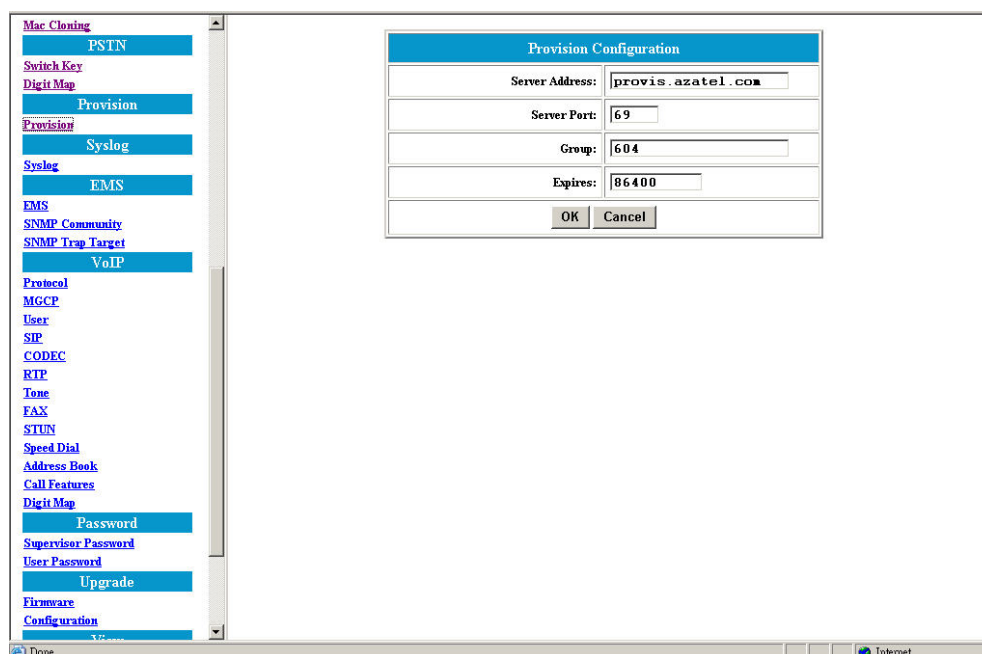 Mac Cloning
PSTN
Switch Key
Digit Map
Provision
Provision
Syslog
Syslog
EMS
EMS
SNMP Community
SNMP Trap Target
VoIP
Protocol
MGCP
User
SIP
CODEC
RTP
Tone
FAX
STUN
Speed Dial
Address Book
Call Features
Digit Map
Password
Supervisor Password
User Password
Upgrade
Firmware
Configuration
View
Provision Configuration
Server Address: provis.azatel.com
Server Port: 69
Group: 604
Expires: 86400
OK Cancel
Done Internet